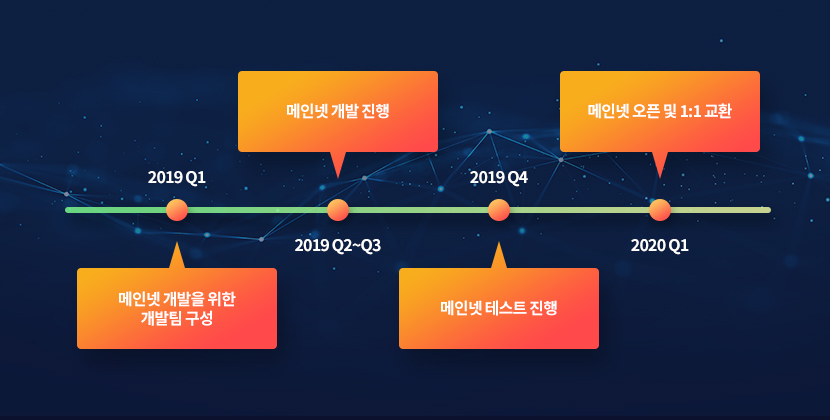 메인넷 개발 진행
메인넷 오픈 및 1:1 교환
2019 Q1
2019 Q4
2019 Q2~Q3
2020 Q1
메인넷 개발을 위한
개발팀 구성
메인넷 테스트 진행